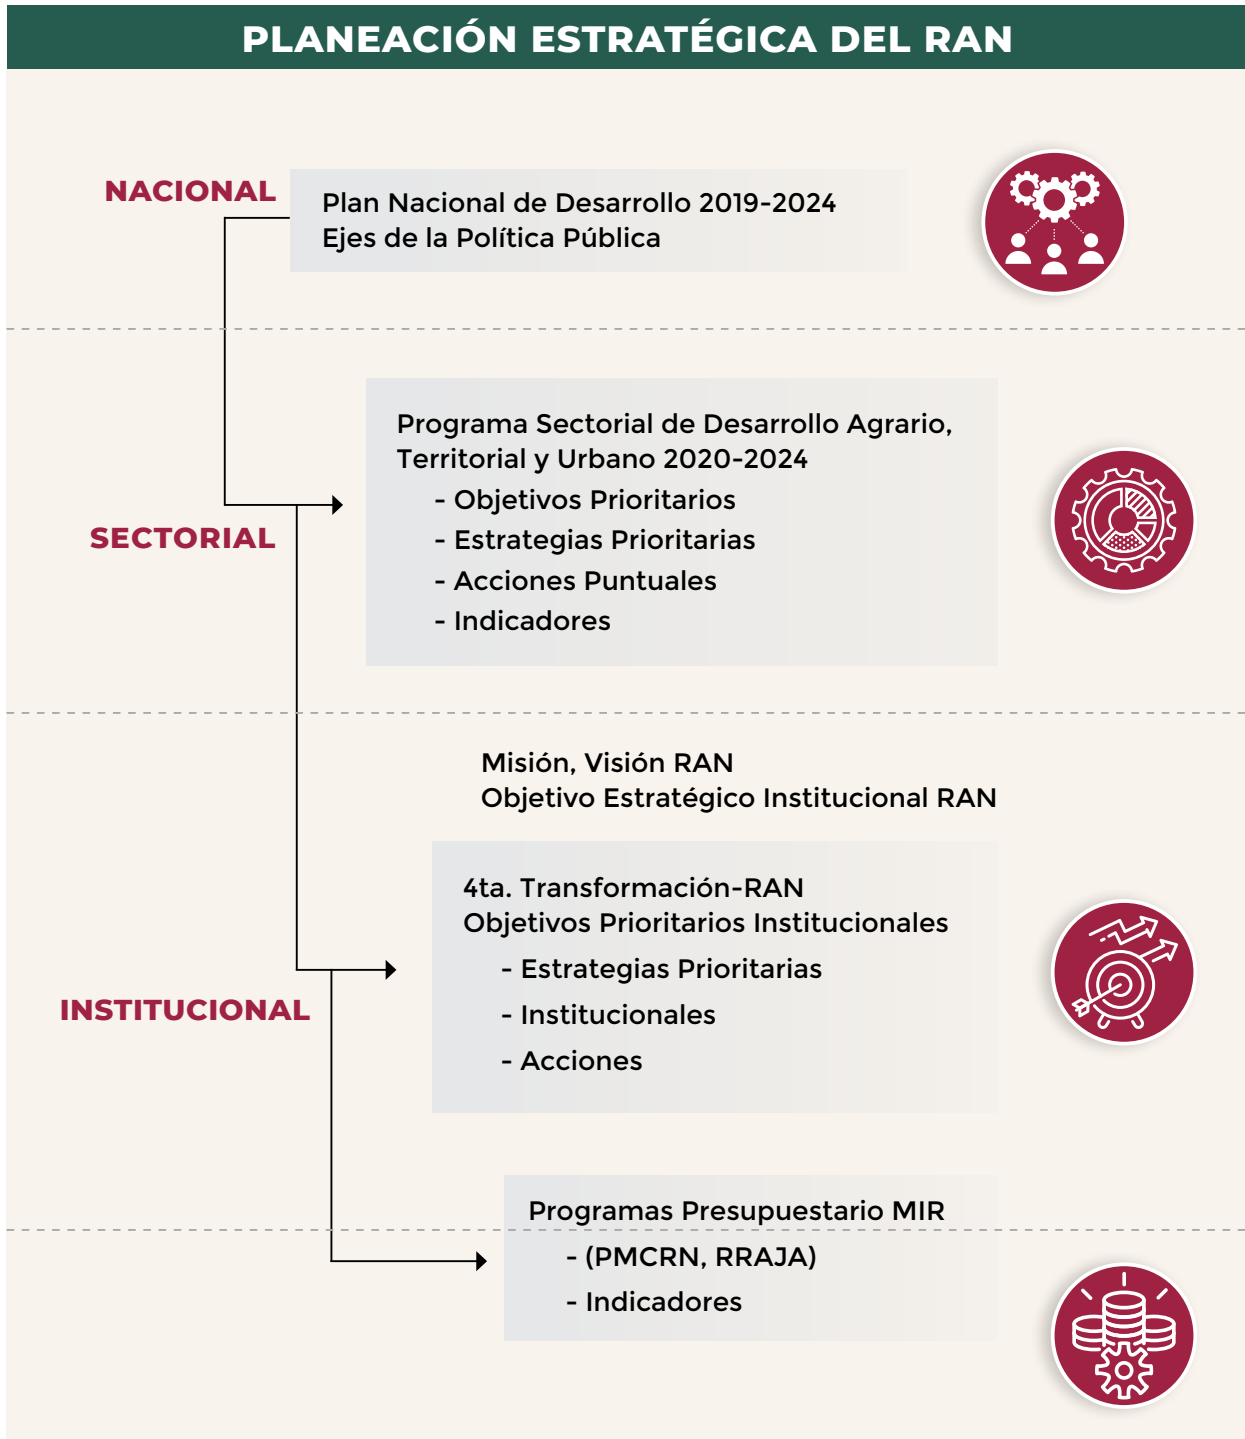 PLANEACIÓN ESTRATÉGICA DEL RAN
NACIONAL
Plan Nacional de Desarrollo 2019-2024
Ejes de la Política Pública
SECTORIAL
Programa Sectorial de Desarrollo Agrario,
Territorial y Urbano 2020-2024
- Objetivos Prioritarios
- Estrategias Prioritarias
- Acciones Puntuales
- Indicadores
Misión, Visión RAN
Objetivo Estratégico Institucional RAN
INSTITUCIONAL
4ta. Transformación-RAN
Objetivos Prioritarios Institucionales
- Estrategias Prioritarias
- Institucionales
- Acciones
Programas Presupuestario MIR
- (PMCRN, RRAJA)
- Indicadores